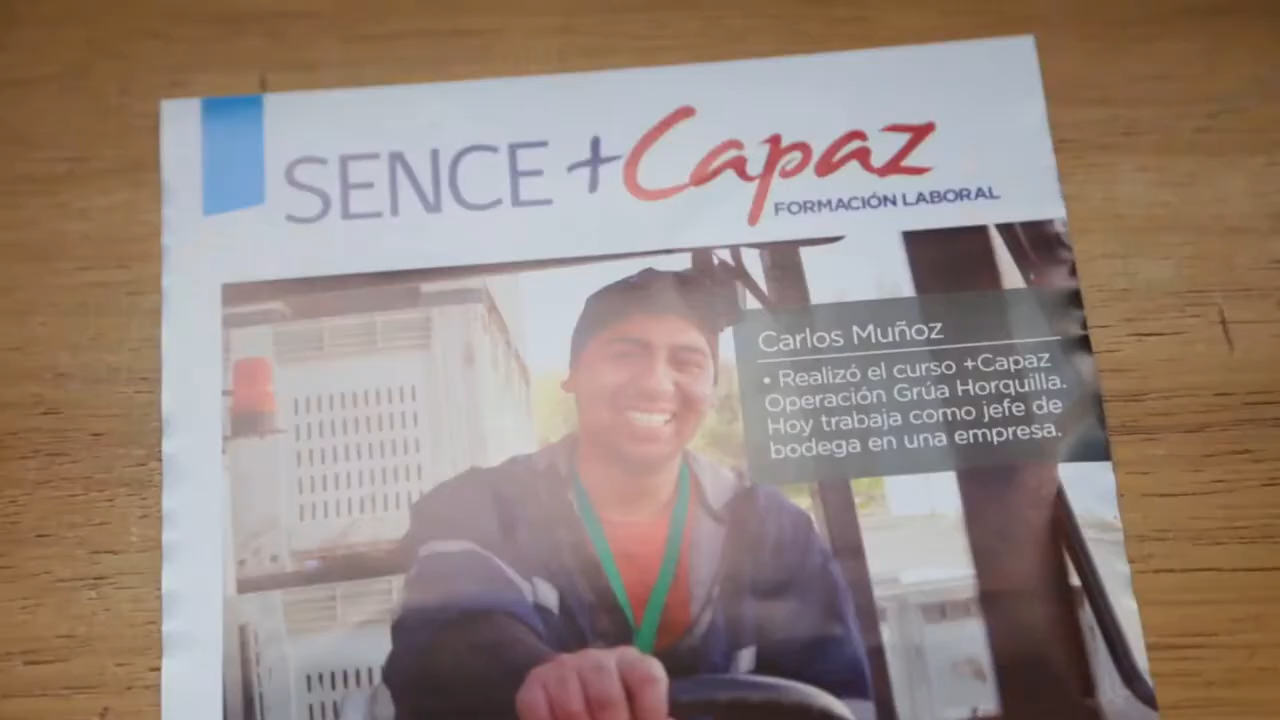 SENCE +Capaz
FORMACIÓN LABORAL
Carlos Muñoz
• Realizó el curso +Capaz
Operación Grúa Horquilla.
Hoy trabaja como jefe de
bodega en una empresa.